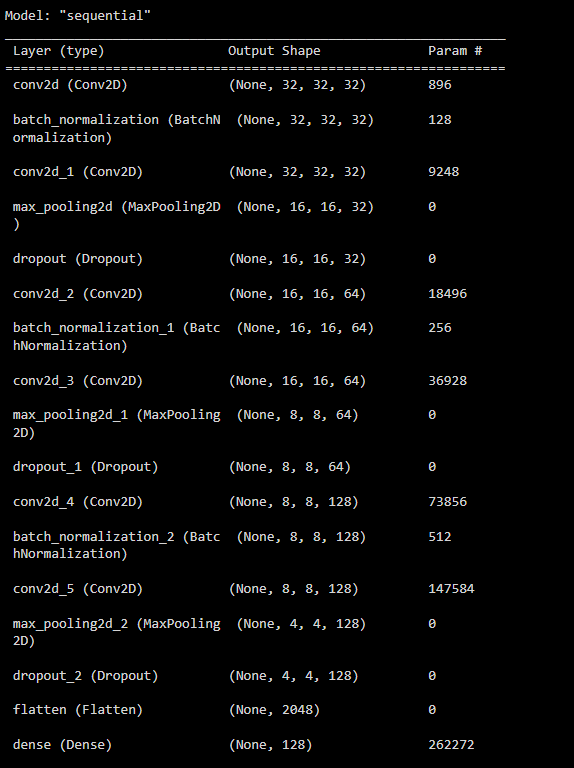 Model: "sequential"
_________________________________________________________________
Layer (type) Output Shape Param #
=================================================================
conv2d (Conv2D) (None, 32, 32, 32) 896
batch_normalization (BatchN (None, 32, 32, 32) 128
ormalization)
conv2d_1 (Conv2D) (None, 32, 32, 32) 9248
max_pooling2d (MaxPooling2D (None, 16, 16, 32) 0
)
dropout (Dropout) (None, 16, 16, 32) 0
conv2d_2 (Conv2D) (None, 16, 16, 64) 18496
batch_normalization_1 (Batc (None, 16, 16, 64) 256
hNormalization)
conv2d_3 (Conv2D) (None, 16, 16, 64) 36928
max_pooling2d_1 (MaxPooling (None, 8, 8, 64) 0
2D)
dropout_1 (Dropout) (None, 8, 8, 64) 0
conv2d_4 (Conv2D) (None, 8, 8, 128) 73856
batch_normalization_2 (Batc (None, 8, 8, 128) 512
hNormalization)
conv2d_5 (Conv2D) (None, 8, 8, 128) 147584
max_pooling2d_2 (MaxPooling (None, 4, 4, 128) 0
2D)
dropout_2 (Dropout) (None, 4, 4, 128) 0
flatten (Flatten) (None, 2048) 0
dense (Dense) (None, 128) 262272